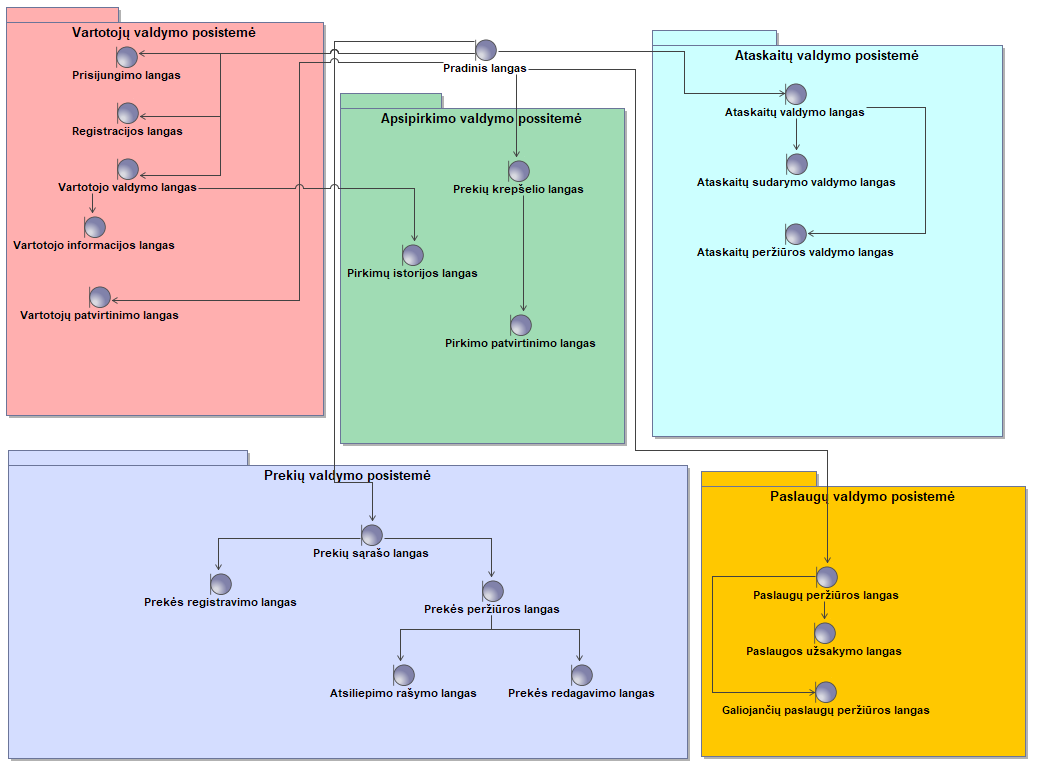 Vartotojų valdymo posistemė
Prisijungimo langas
Registracijos langas
Vartotojo valdymo langas
Vartotojo informacijos langas
Vartotojų patvirtinimo langas
Pradinis langas
Apsipirkimo valdymo possitemė
Prekių krepšelio langas
Pirkimų istorijos langas
Pirkimo patvirtinimo langas
Ataskaitų valdymo posistemė
Ataskaitų valdymo langas
Ataskaitų sudarymo valdymo langas
Ataskaitų peržiūros valdymo langas
Prekių valdymo posistemė
Prekių sąrašo langas
Prekės registravimo langas
Prekės peržiūros langas
Atsiliepimo rašymo langas
Prekės redagavimo langas
Paslaugų valdymo posistemė
Paslaugų peržiūros langas
Paslaugos užsakymo langas
Galiojančių paslaugų peržiūros langas